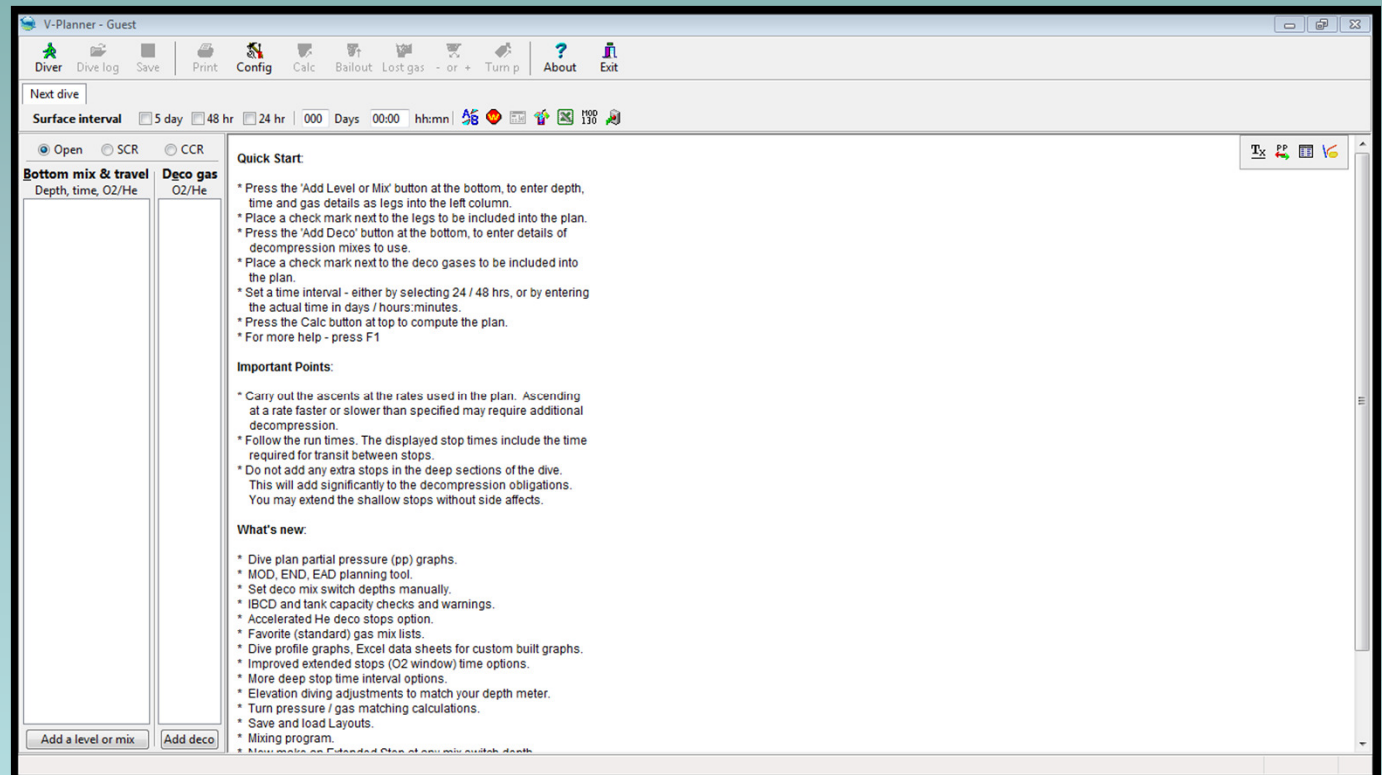 V-Planner - Guest
Diver Dive log Save Print Config Calc Bailout Lost gas - or + Turn p About Exit
Next dive
Surface interval 5 day 48 hr 24 hr 000 Days 00:00 hh:mn A/B W MOD 130
Open SCR CCR
Bottom mix & travel Deco gas
Depth, time, O2/He O2/He
Tx PP
Quick Start:
* Press the 'Add Level or Mix' button at the bottom, to enter depth,
time and gas details as legs into the left column.
* Place a check mark next to the legs to be included into the plan.
* Press the 'Add Deco' button at the bottom, to enter details of
decompression mixes to use.
* Place a check mark next to the deco gases to be included into
the plan.
* Set a time interval - either by selecting 24 / 48 hrs, or by entering
the actual time in days / hours:minutes.
* Press the Calc button at top to compute the plan.
* For more help - press F1
Important Points:
* Carry out the ascents at the rates used in the plan. Ascending
at a rate faster or slower than specified may require additional
decompression.
* Follow the run times. The displayed stop times include the time
required for transit between stops.
* Do not add any extra stops in the deep sections of the dive.
This will add significantly to the decompression obligations.
You may extend the shallow stops without side affects.
What's new:
* Dive plan partial pressure (pp) graphs.
* MOD, END, EAD planning tool.
* Set deco mix switch depths manually.
* IBCD and tank capacity checks and warnings.
* Accelerated He deco stops option.
* Favorite (standard) gas mix lists.
* Dive profile graphs, Excel data sheets for custom built graphs.
* Improved extended stops (O2 window) time options.
* More deep stop time interval options.
* Elevation diving adjustments to match your depth meter.
* Turn pressure / gas matching calculations.
* Save and load Layouts.
* Mixing program.
* Now make an Extended Stop at any mix switch depth
Add a level or mix Add deco